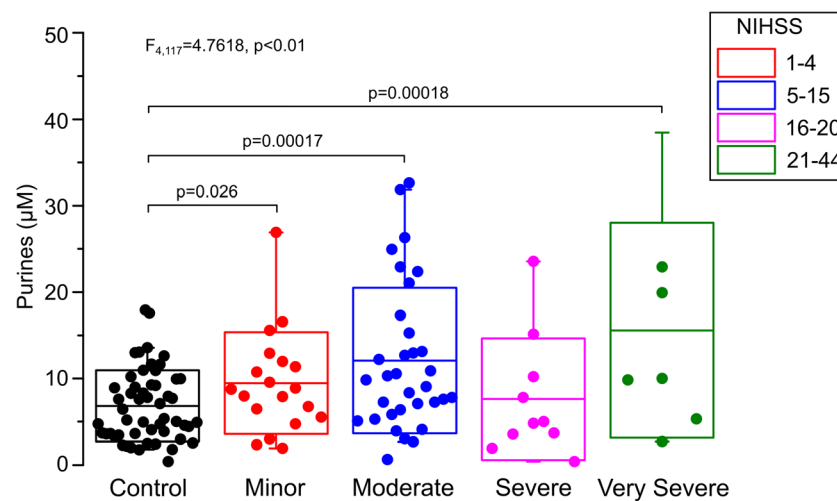 NIHSS
1-4
5-15
16-20
21-44
F4,117=4.7618, p<0.01
p=0.00018
p=0.00017
p=0.026
Purines (µM)
50
40
30
20
10
0
Control Minor Moderate Severe Very Severe